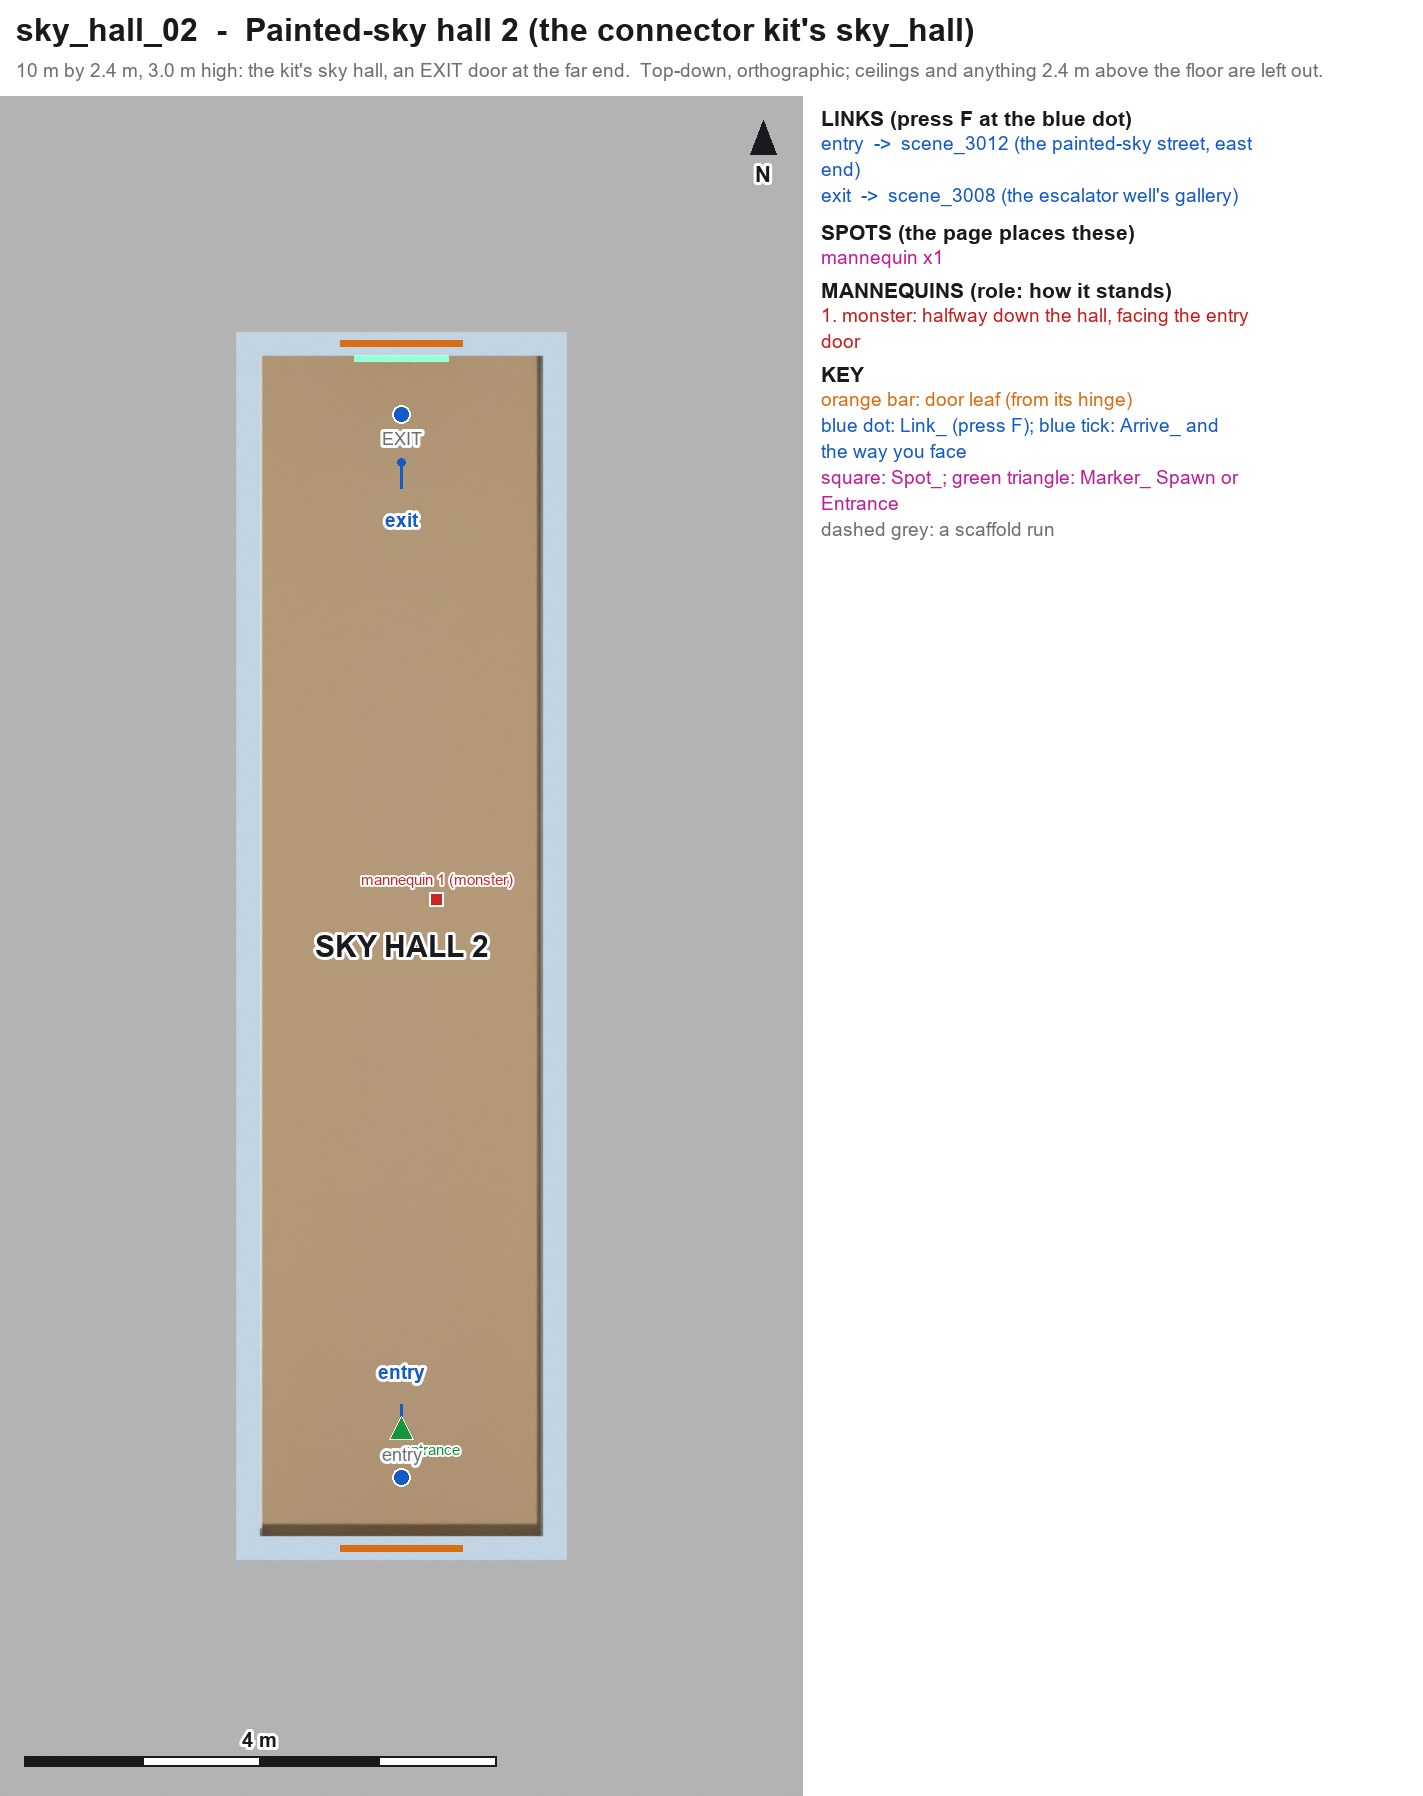 sky_hall_02  -  Painted-sky hall 2 (the connector kit's sky_hall)
10 m by 2.4 m, 3.0 m high: the kit's sky hall, an EXIT door at the far end.  Top-down, orthographic; ceilings and anything 2.4 m above the floor are left out.
N
EXIT
exit
mannequin 1 (monster)
SKY HALL 2
entry
entry
4 m
LINKS (press F at the blue dot)
entry  ->  scene_3012 (the painted-sky street, east
end)
exit  ->  scene_3008 (the escalator well's gallery)
SPOTS (the page places these)
mannequin x1
MANNEQUINS (role: how it stands)
1. monster: halfway down the hall, facing the entry
door
KEY
orange bar: door leaf (from its hinge)
blue dot: Link_ (press F); blue tick: Arrive_ and
the way you face
square: Spot_; green triangle: Marker_ Spawn or
Entrance
dashed grey: a scaffold run